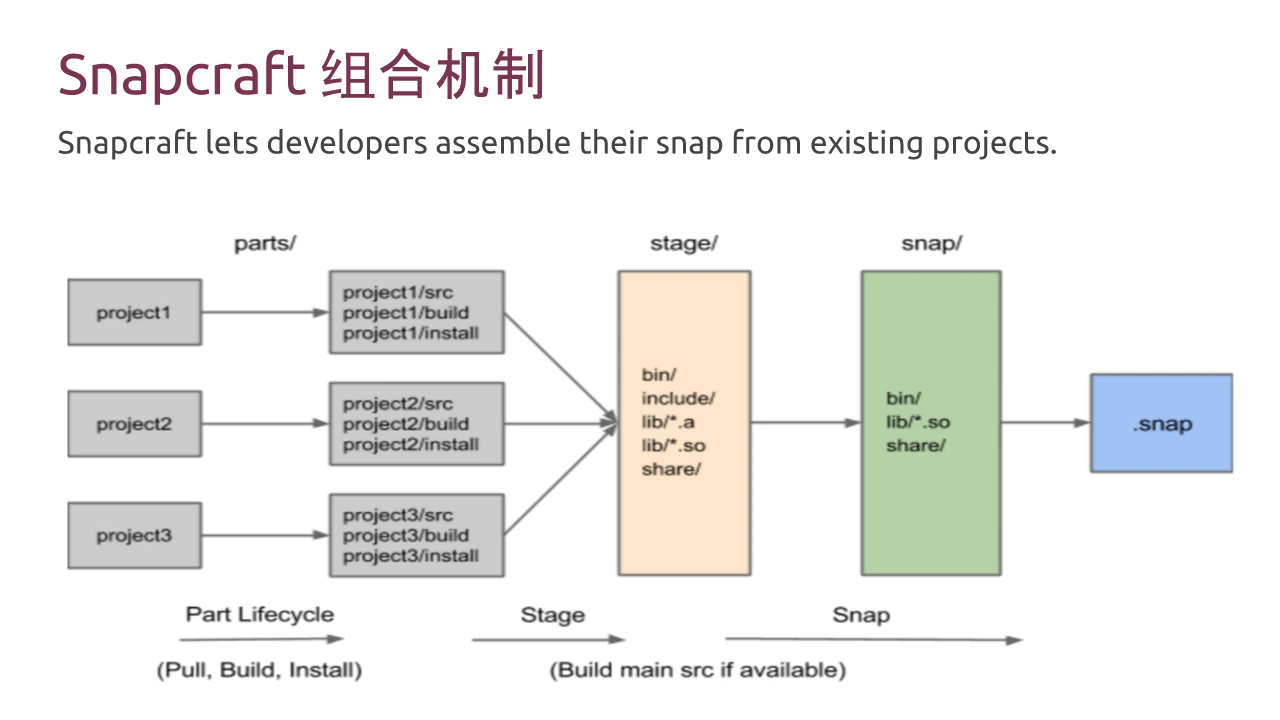 Snapcraft 组合机制
Snapcraft lets developers assemble their snap from existing projects.
parts/
stage/
snap/
project1
project1/src
project1/build
project1/install
project2
project2/src
project2/build
project2/install
project3
project3/src
project3/build
project3/install
bin/
include/
lib/*.a
lib/*.so
share/
bin/
lib/*.so
share/
.snap
Part Lifecycle
(Pull, Build, Install)
Stage
(Build main src if available)
Snap